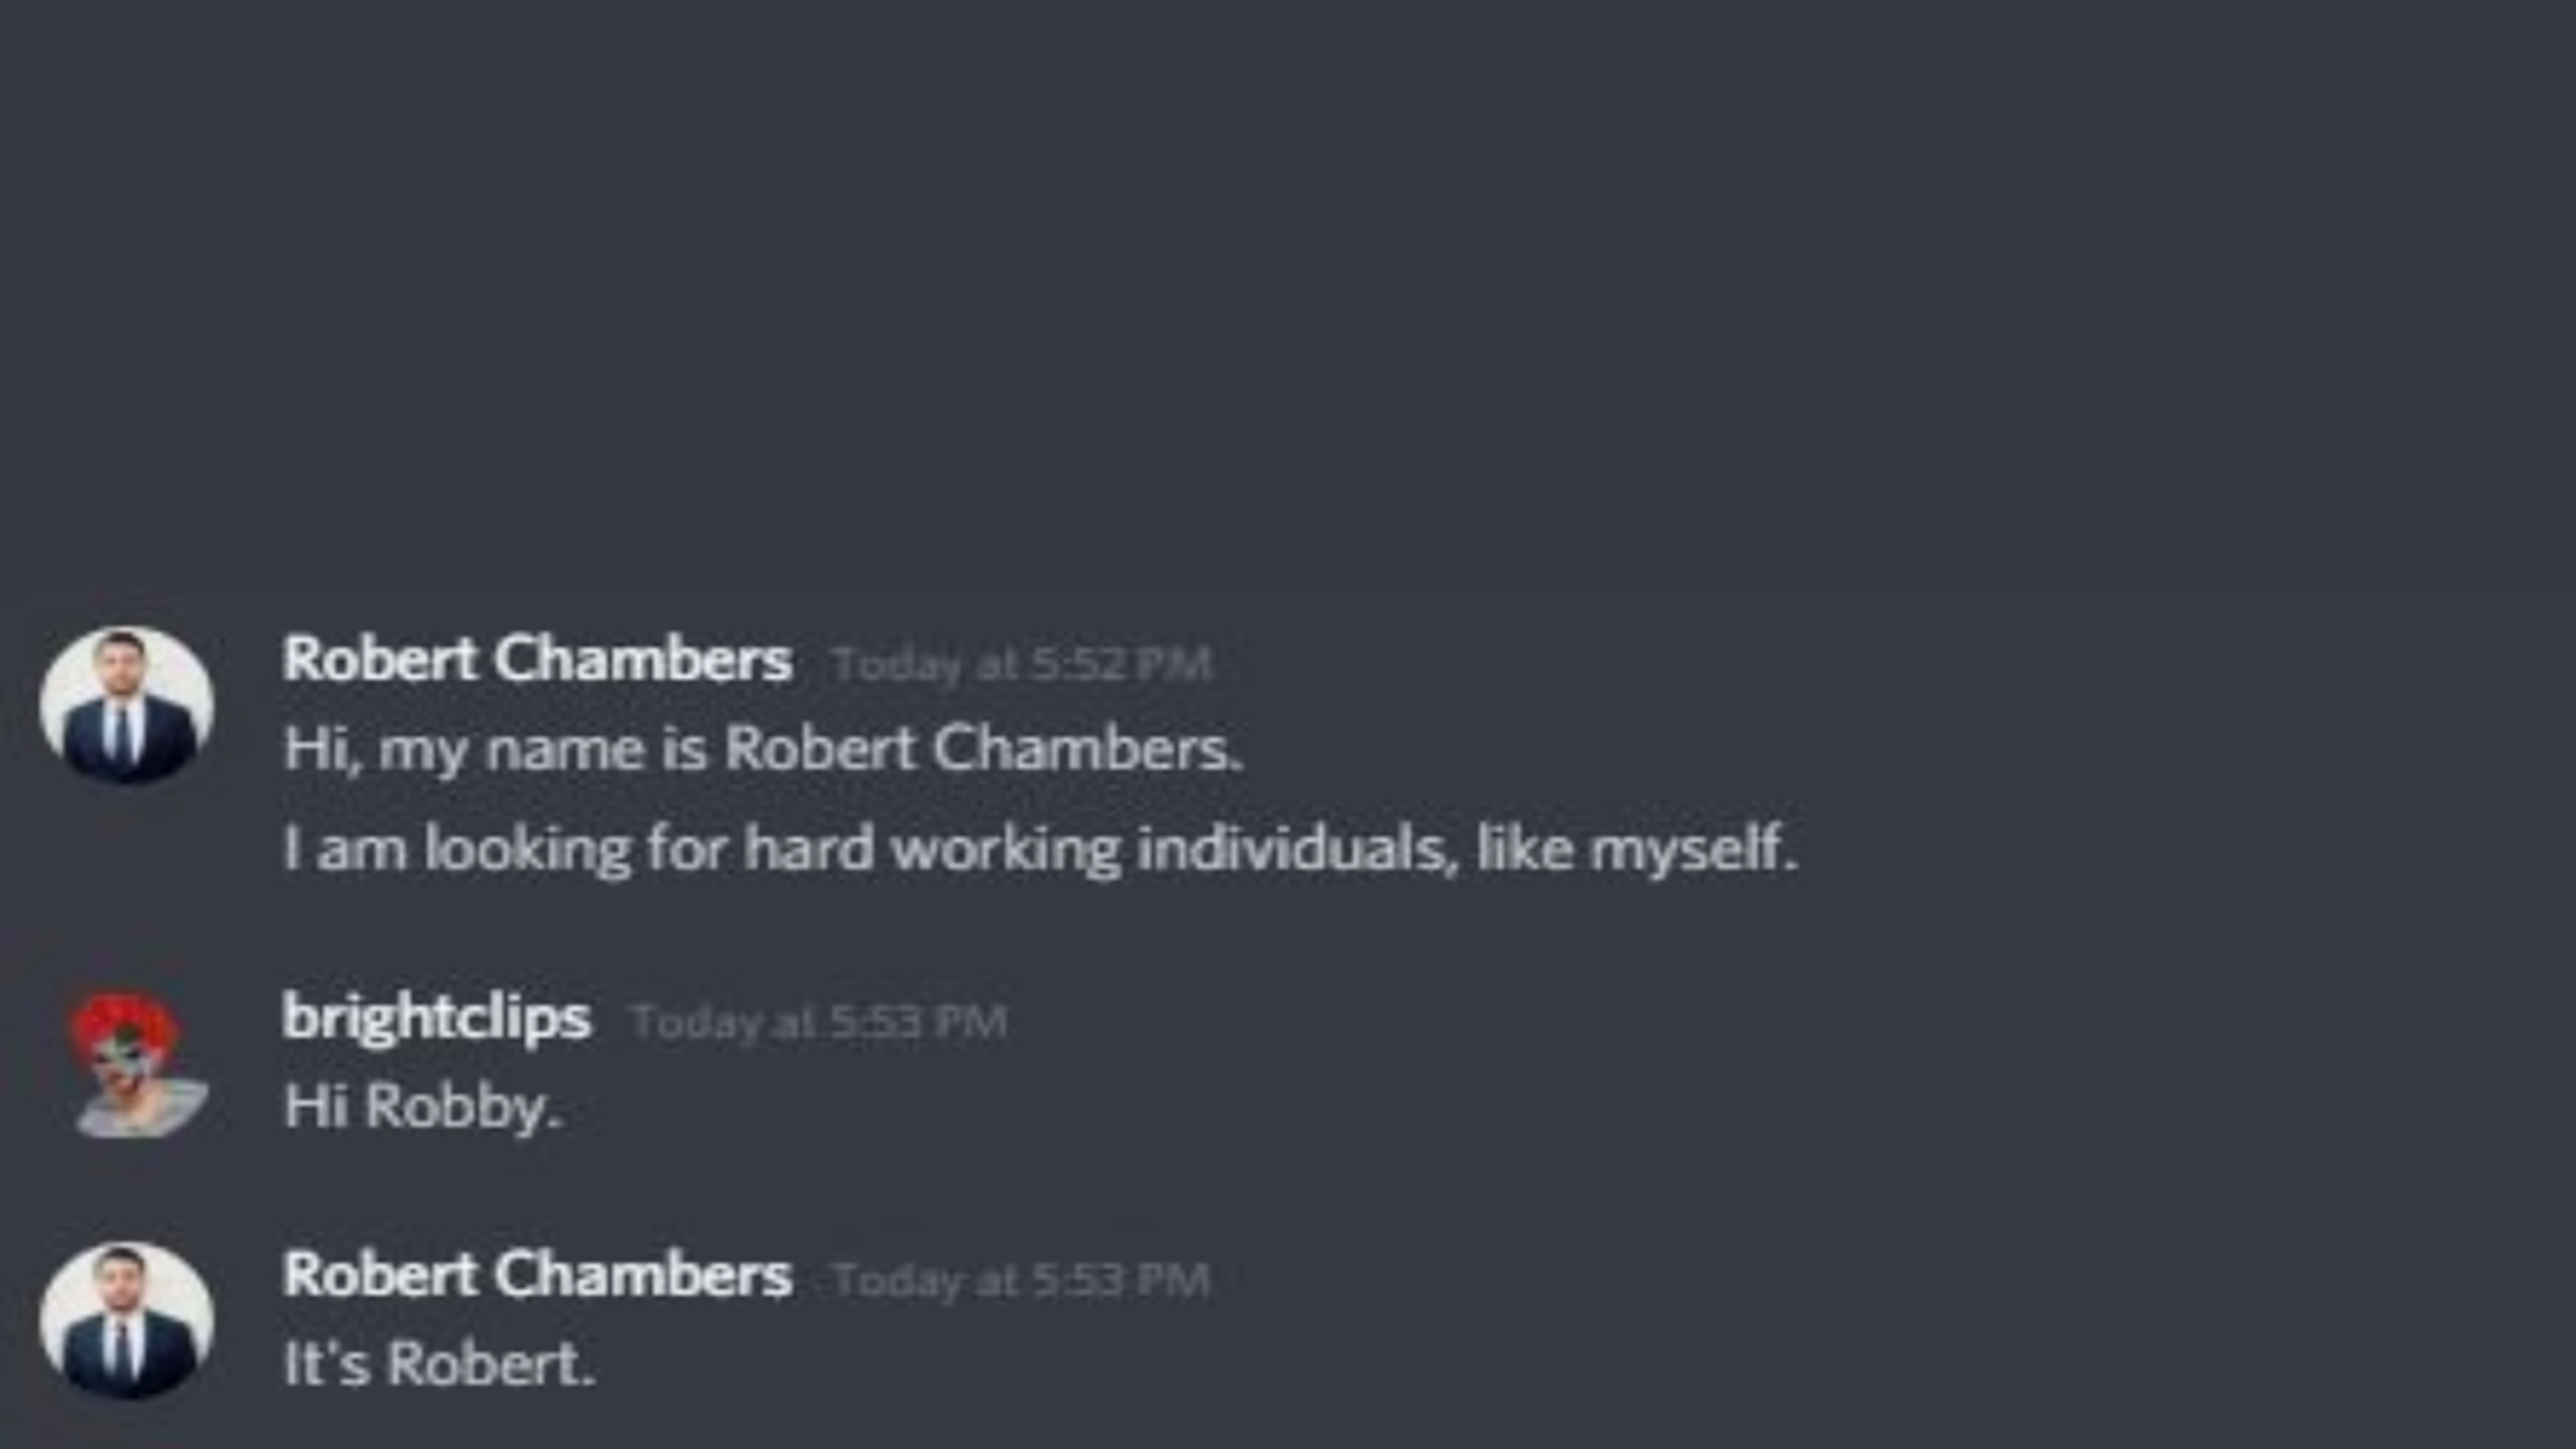 Robert Chambers Today at 5:52 PM
Hi, my name is Robert Chambers.
I am looking for hard working individuals, like myself.
brightclips Today at 5:53 PM
Hi Robby.
Robert Chambers Today at 5:53 PM
It's Robert.